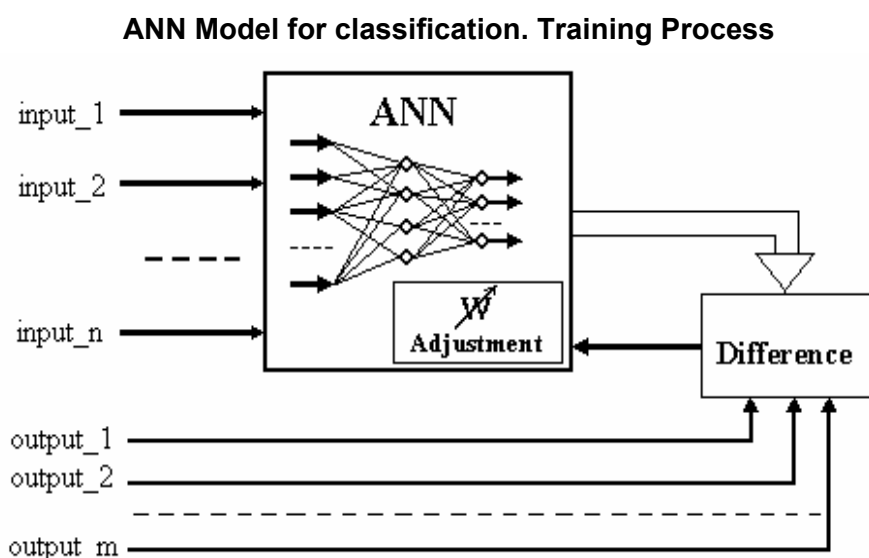 ANN Model for classification. Training Process
input_1
ANN
input_2
input_n
W
Adjustment
Difference
output_1
output_2
output_m